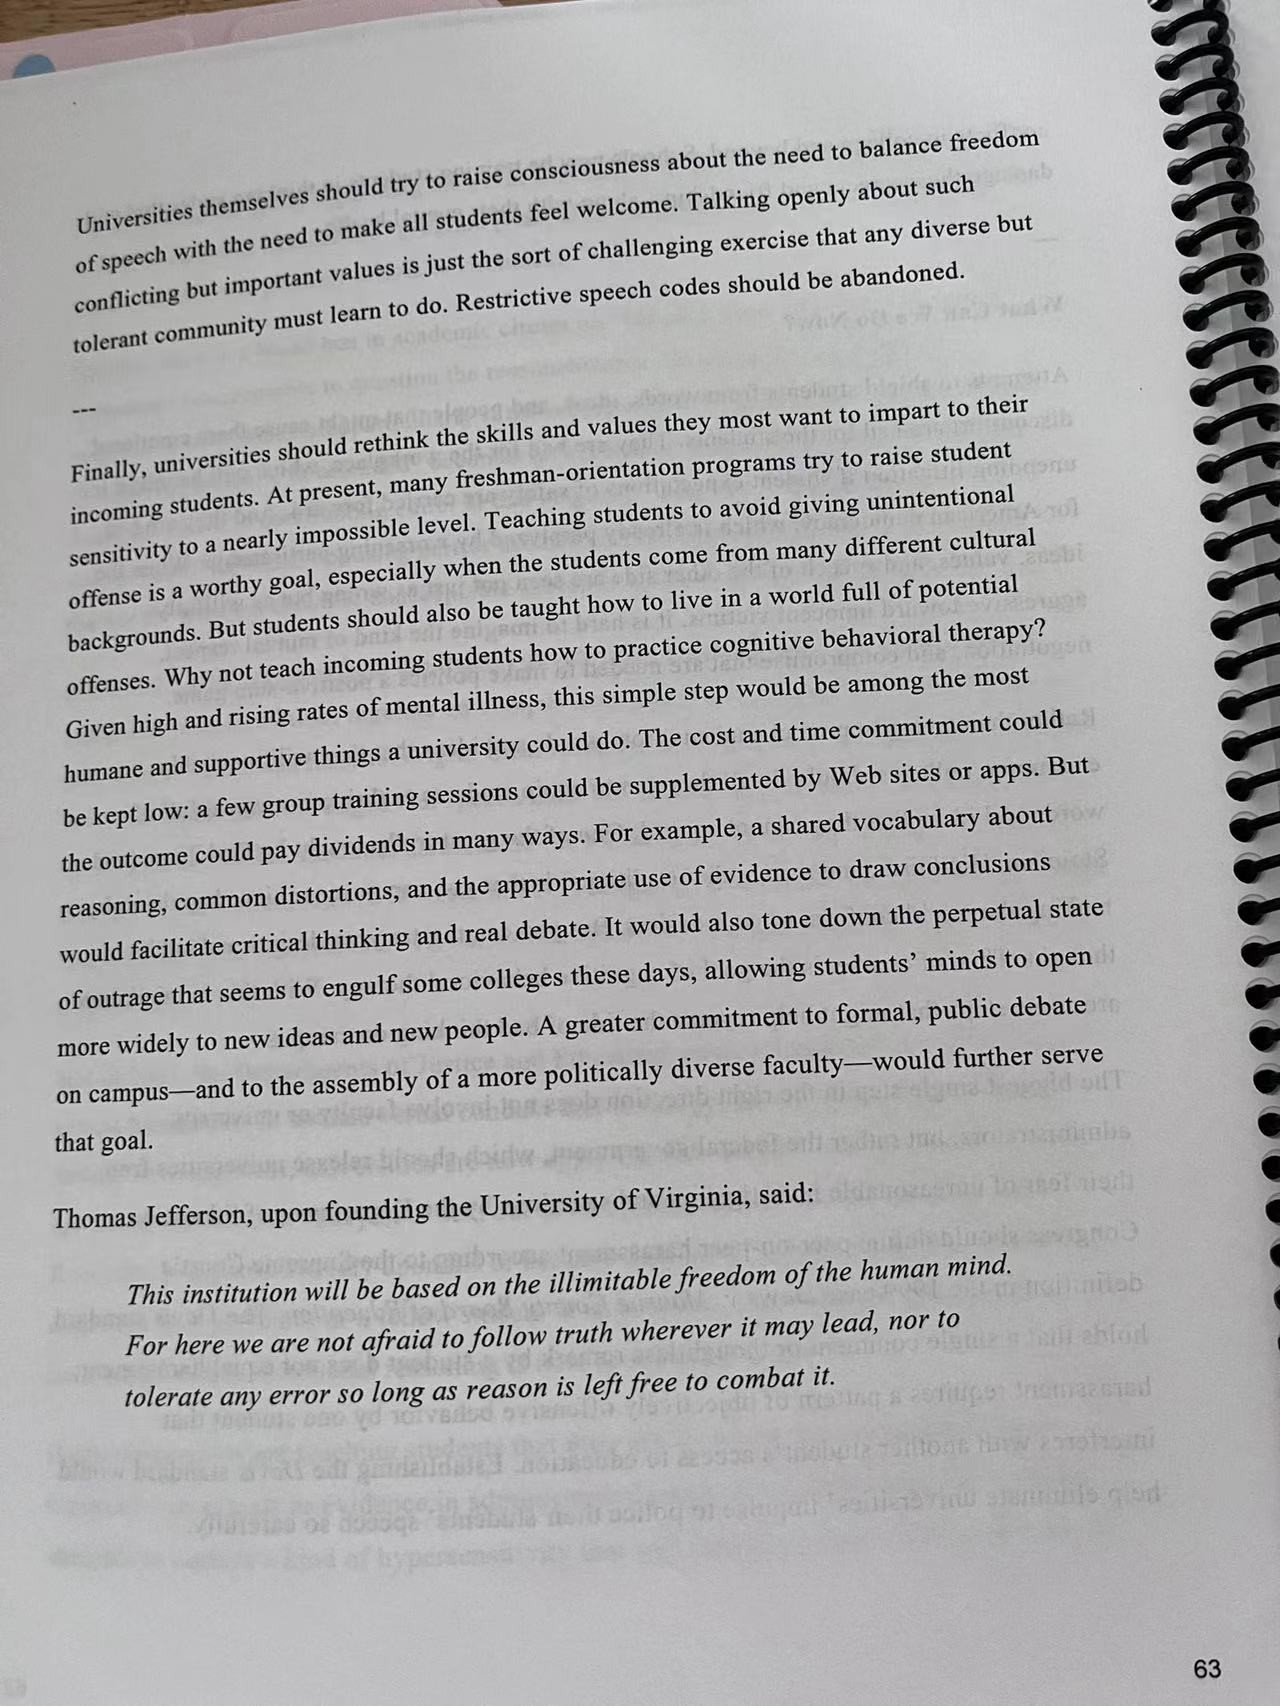 Universities themselves should try to raise consciousness about the need to balance freedom
of speech with the need to make all students feel welcome. Talking openly about such
conflicting but important values is just the sort of challenging exercise that any diverse but
tolerant community must learn to do. Restrictive speech codes should be abandoned.
---
Finally, universities should rethink the skills and values they most want to impart to their
incoming students. At present, many freshman-orientation programs try to raise student
sensitivity to a nearly impossible level. Teaching students to avoid giving unintentional
offense is a worthy goal, especially when the students come from many different cultural
backgrounds. But students should also be taught how to live in a world full of potential
offenses. Why not teach incoming students how to practice cognitive behavioral therapy?
Given high and rising rates of mental illness, this simple step would be among the most
humane and supportive things a university could do. The cost and time commitment could
be kept low: a few group training sessions could be supplemented by Web sites or apps. But
the outcome could pay dividends in many ways. For example, a shared vocabulary about
reasoning, common distortions, and the appropriate use of evidence to draw conclusions
would facilitate critical thinking and real debate. It would also tone down the perpetual state
of outrage that seems to engulf some colleges these days, allowing students’ minds to open
more widely to new ideas and new people. A greater commitment to formal, public debate
on campus—and to the assembly of a more politically diverse faculty—would further serve
that goal.
Thomas Jefferson, upon founding the University of Virginia, said:
This institution will be based on the illimitable freedom of the human mind.
For here we are not afraid to follow truth wherever it may lead, nor to
tolerate any error so long as reason is left free to combat it.
63